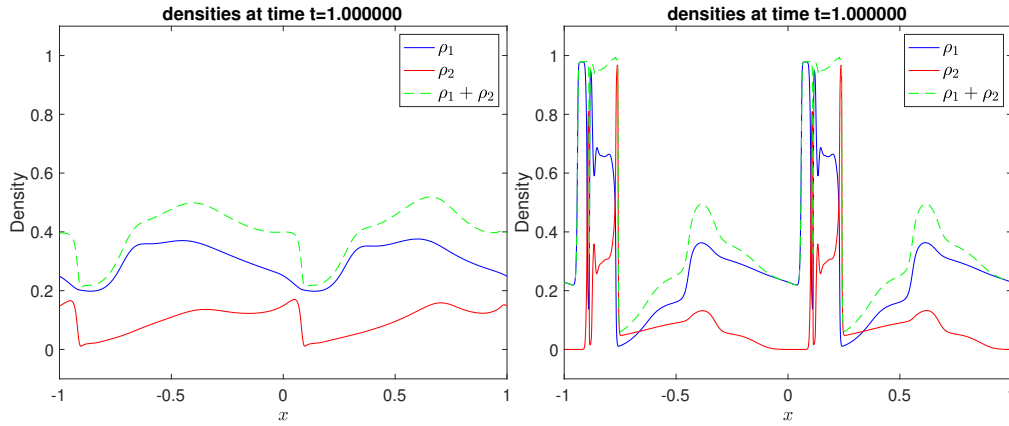 densities at time t=1.000000
1
0.8
0.6
0.4
0.2
0
Density
-1
-0.5
0
0.5
1
x
ρ₁
ρ₂
ρ₁ + ρ₂
densities at time t=1.000000
1
0.8
0.6
0.4
0.2
0
Density
-1
-0.5
0
0.5
1
x
ρ₁
ρ₂
ρ₁ + ρ₂